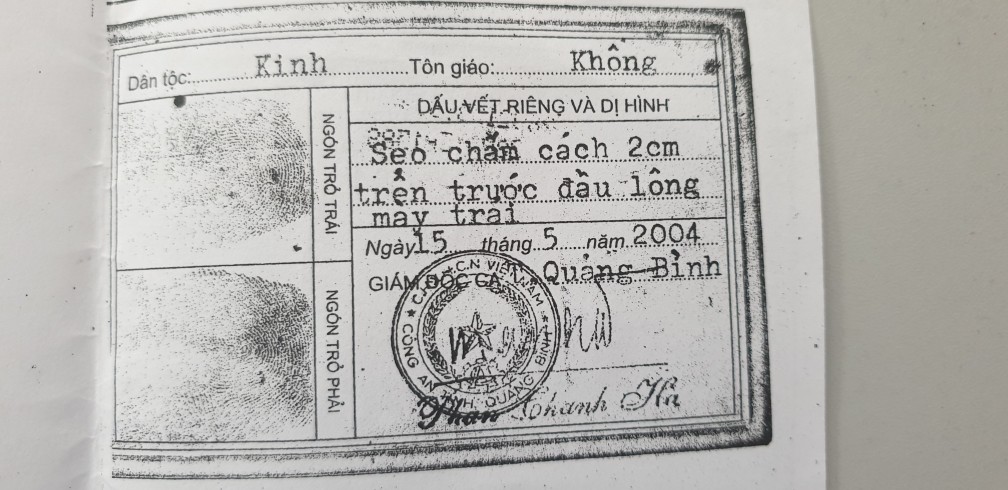 Dân tộc: Kinh Tôn giáo: Không
NGÓN TRỎ TRÁI
NGÓN TRỎ PHẢI
DẤU VẾT RIÊNG VÀ DỊ HÌNH
Sẹo chấm cách 2cm
trên trước đầu lông
mày trái
Ngày 15 tháng 5 năm 2004
GIÁM ĐỐC CA Quảng Bình
C.H.X.H.C.N VIỆT NAM
CÔNG AN TỈNH QUẢNG BÌNH
Phan Thanh Hà